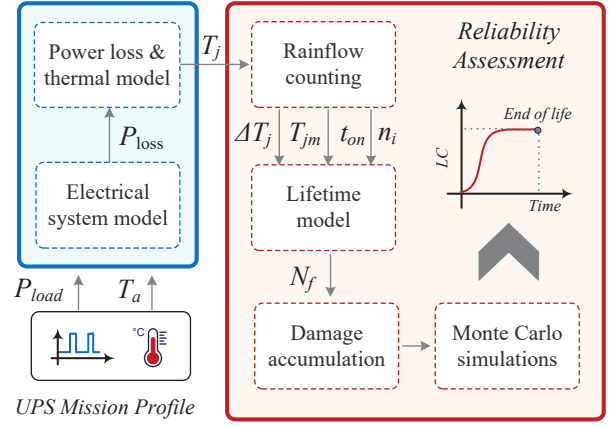 Power loss &
thermal model
T_j
Rainflow
counting
Reliability
Assessment
P_loss
ΔT_j T_jm t_on n_i
End of life
LC
Time
Electrical
system model
Lifetime
model
P_load T_a
N_f
°C
Damage
accumulation
Monte Carlo
simulations
UPS Mission Profile